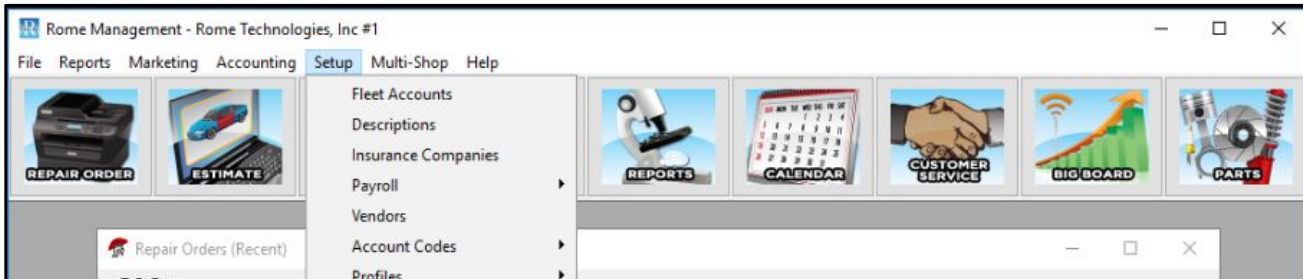 Rome Management - Rome Technologies, Inc #1
File Reports Marketing Accounting Setup Multi-Shop Help
REPAIR ORDER
ESTIMATE
REPORTS
CALENDAR
CUSTOMER
SERVICE
BIG BOARD
PARTS
Fleet Accounts
Descriptions
Insurance Companies
Payroll
Vendors
Account Codes
Profiles
Repair Orders (Recent)